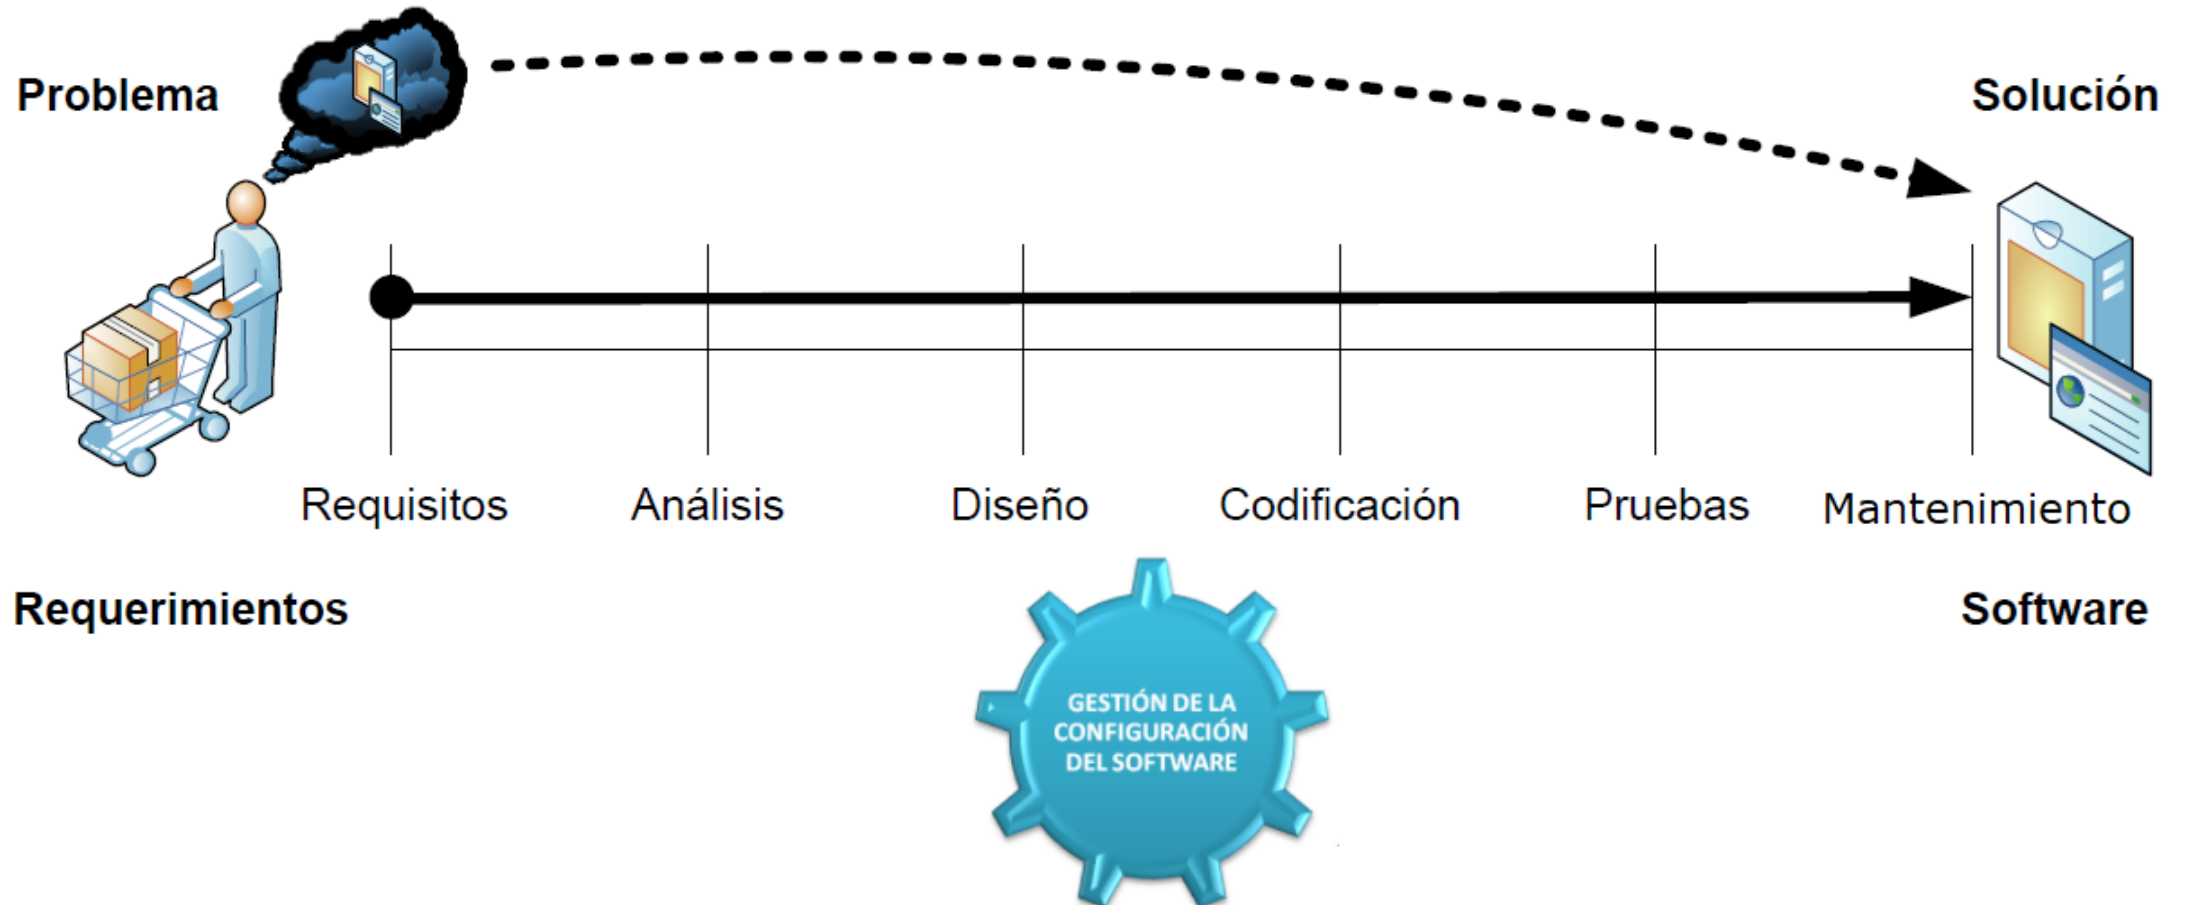 Problema
Solución
Requisitos
Análisis
Diseño
Codificación
Pruebas
Mantenimiento
Requerimientos
Software
GESTIÓN DE LA
CONFIGURACIÓN
DEL SOFTWARE